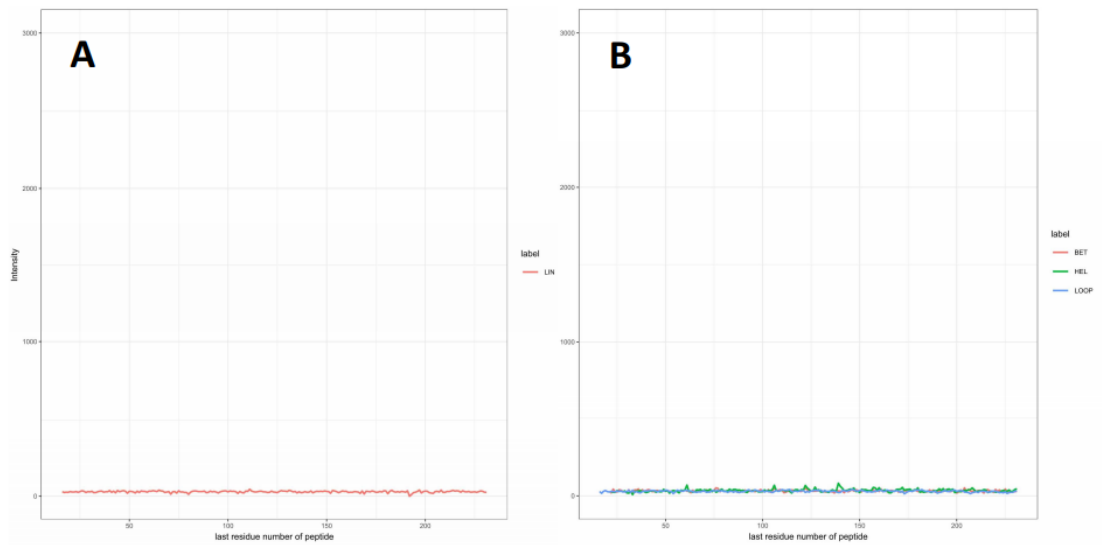 A
3000
2000
1000
0
Intensity
50 100 150 200
last residue number of peptide
label
LIN
B
3000
2000
1000
0
50 100 150 200
last residue number of peptide
label
BET
HEL
LOOP